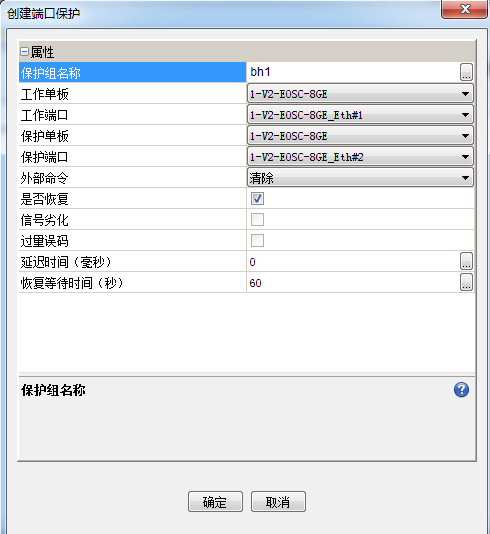 创建端口保护
属性
保护组名称 bh1 ...
工作单板 1-V2-EOSC-8GE
工作端口 1-V2-EOSC-8GE_Eth#1
保护单板 1-V2-EOSC-8GE
保护端口 1-V2-EOSC-8GE_Eth#2
外部命令 清除
是否恢复
信号劣化
过量误码
延迟时间（毫秒） 0 ...
恢复等待时间（秒） 60 ...
保护组名称 ?
确定 取消